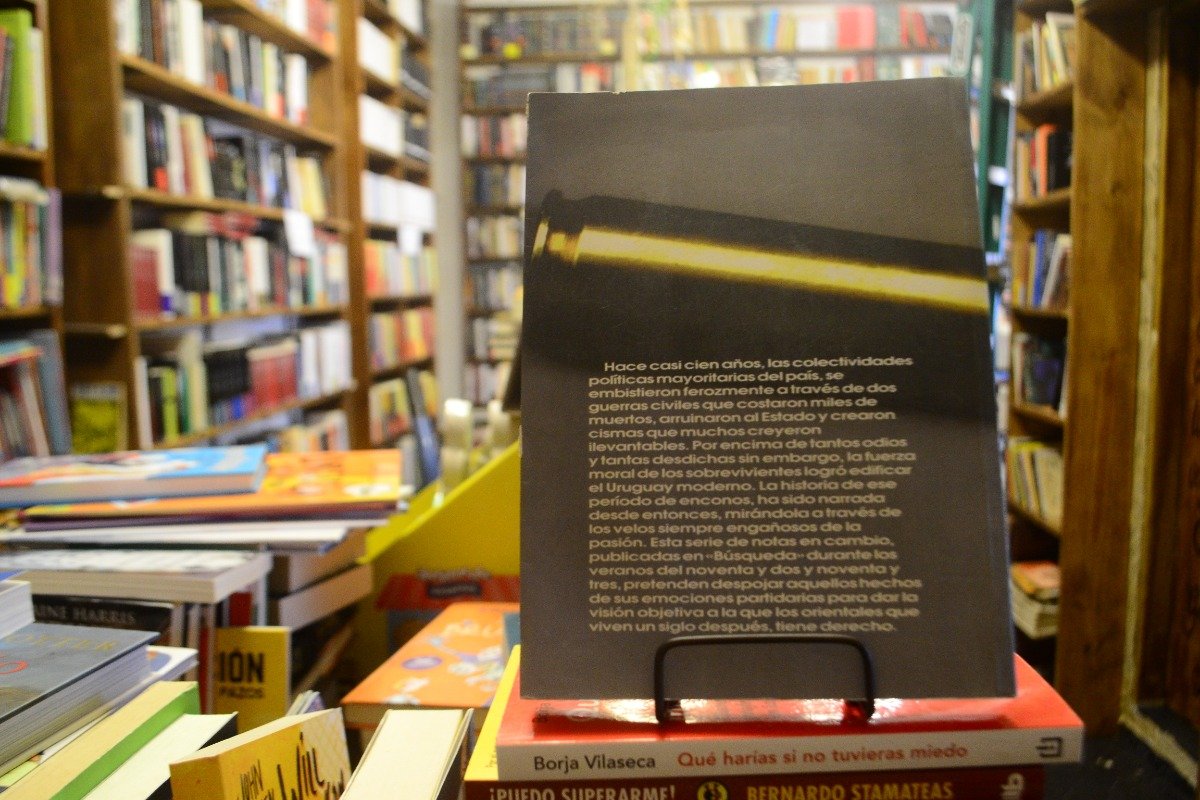 Hace casi cien años, las colectividades
políticas mayoritarias del país, se
embistieron ferozmente a través de dos
guerras civiles que costaron miles de
muertos, arruinaron al Estado y crearon
cismas que muchos creyeron
ilevantables. Por encima de tantos odios
y tantas desdichas sin embargo, la fuerza
moral de los sobrevivientes logró edificar
el Uruguay moderno. La historia de ese
período de enconos, ha sido narrada
desde entonces, mirándola a través de
los velos siempre engañosos de la
pasión. Esta serie de notas en cambio,
publicadas en «Búsqueda» durante los
veranos del noventa y dos y noventa y
tres, pretenden despojar aquellos hechos
de sus emociones partidarias para dar la
visión objetiva a la que los orientales que
viven un siglo después, tiene derecho.
Borja Vilaseca Qué harías si no tuvieras miedo
¡PUEDO SUPERARME! BERNARDO STAMATEAS
HARRIS
IÓN
PAZOS
Will